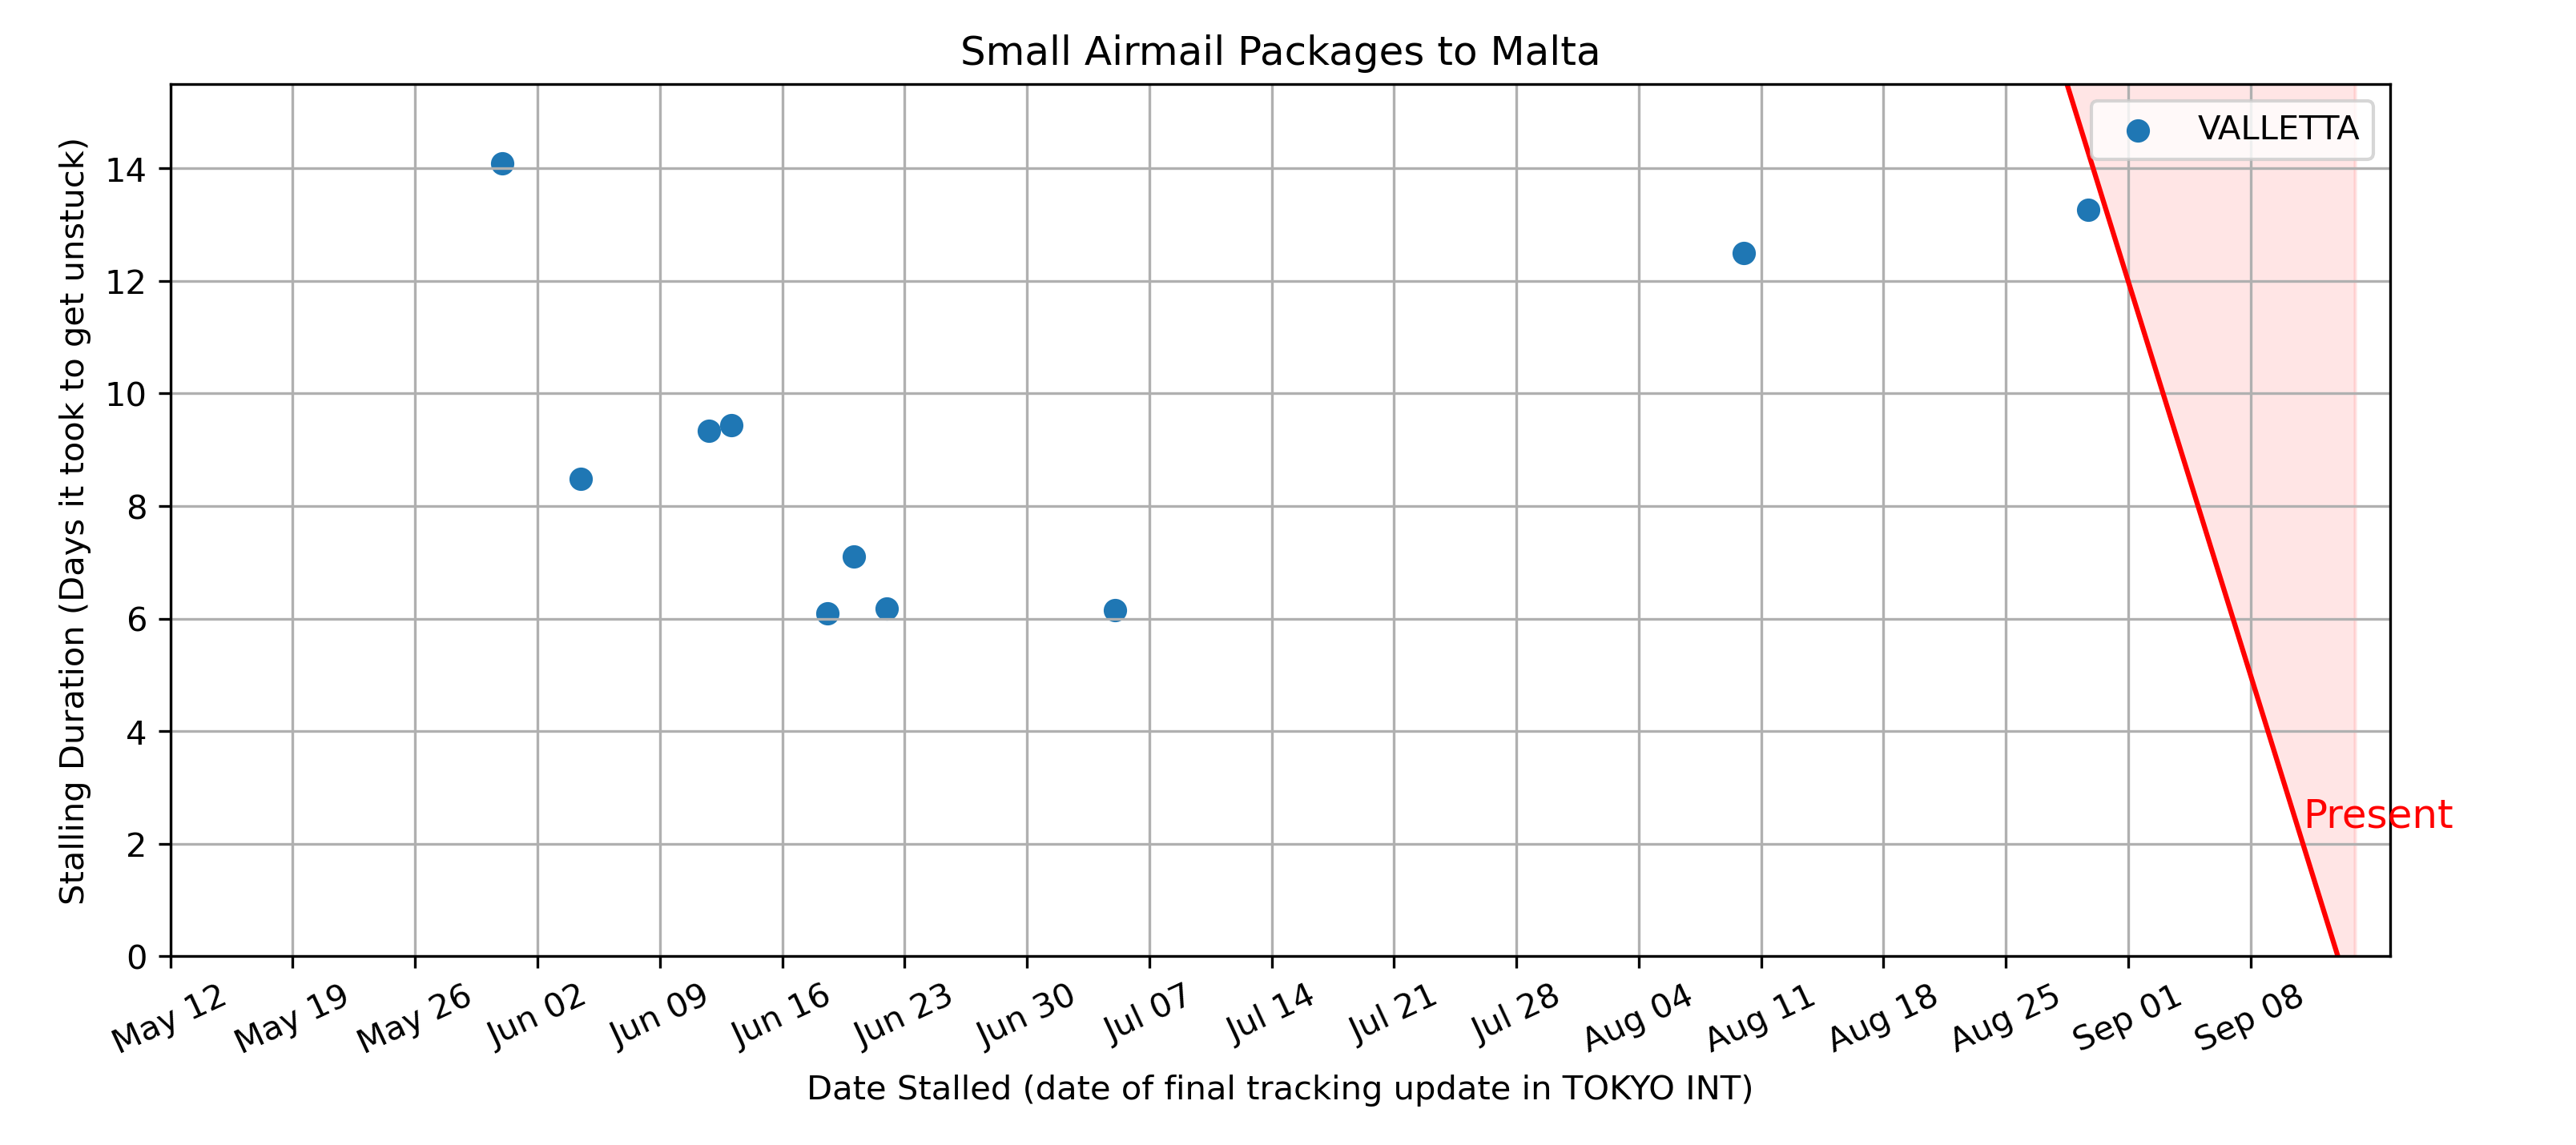 Small Airmail Packages to Malta
VALLETTA
Stalling Duration (Days it took to get unstuck)
14
12
10
8
6
4
2
0
Present
May 12
May 19
May 26
Jun 02
Jun 09
Jun 16
Jun 23
Jun 30
Jul 07
Jul 14
Jul 21
Jul 28
Aug 04
Aug 11
Aug 18
Aug 25
Sep 01
Sep 08
Date Stalled (date of final tracking update in TOKYO INT)